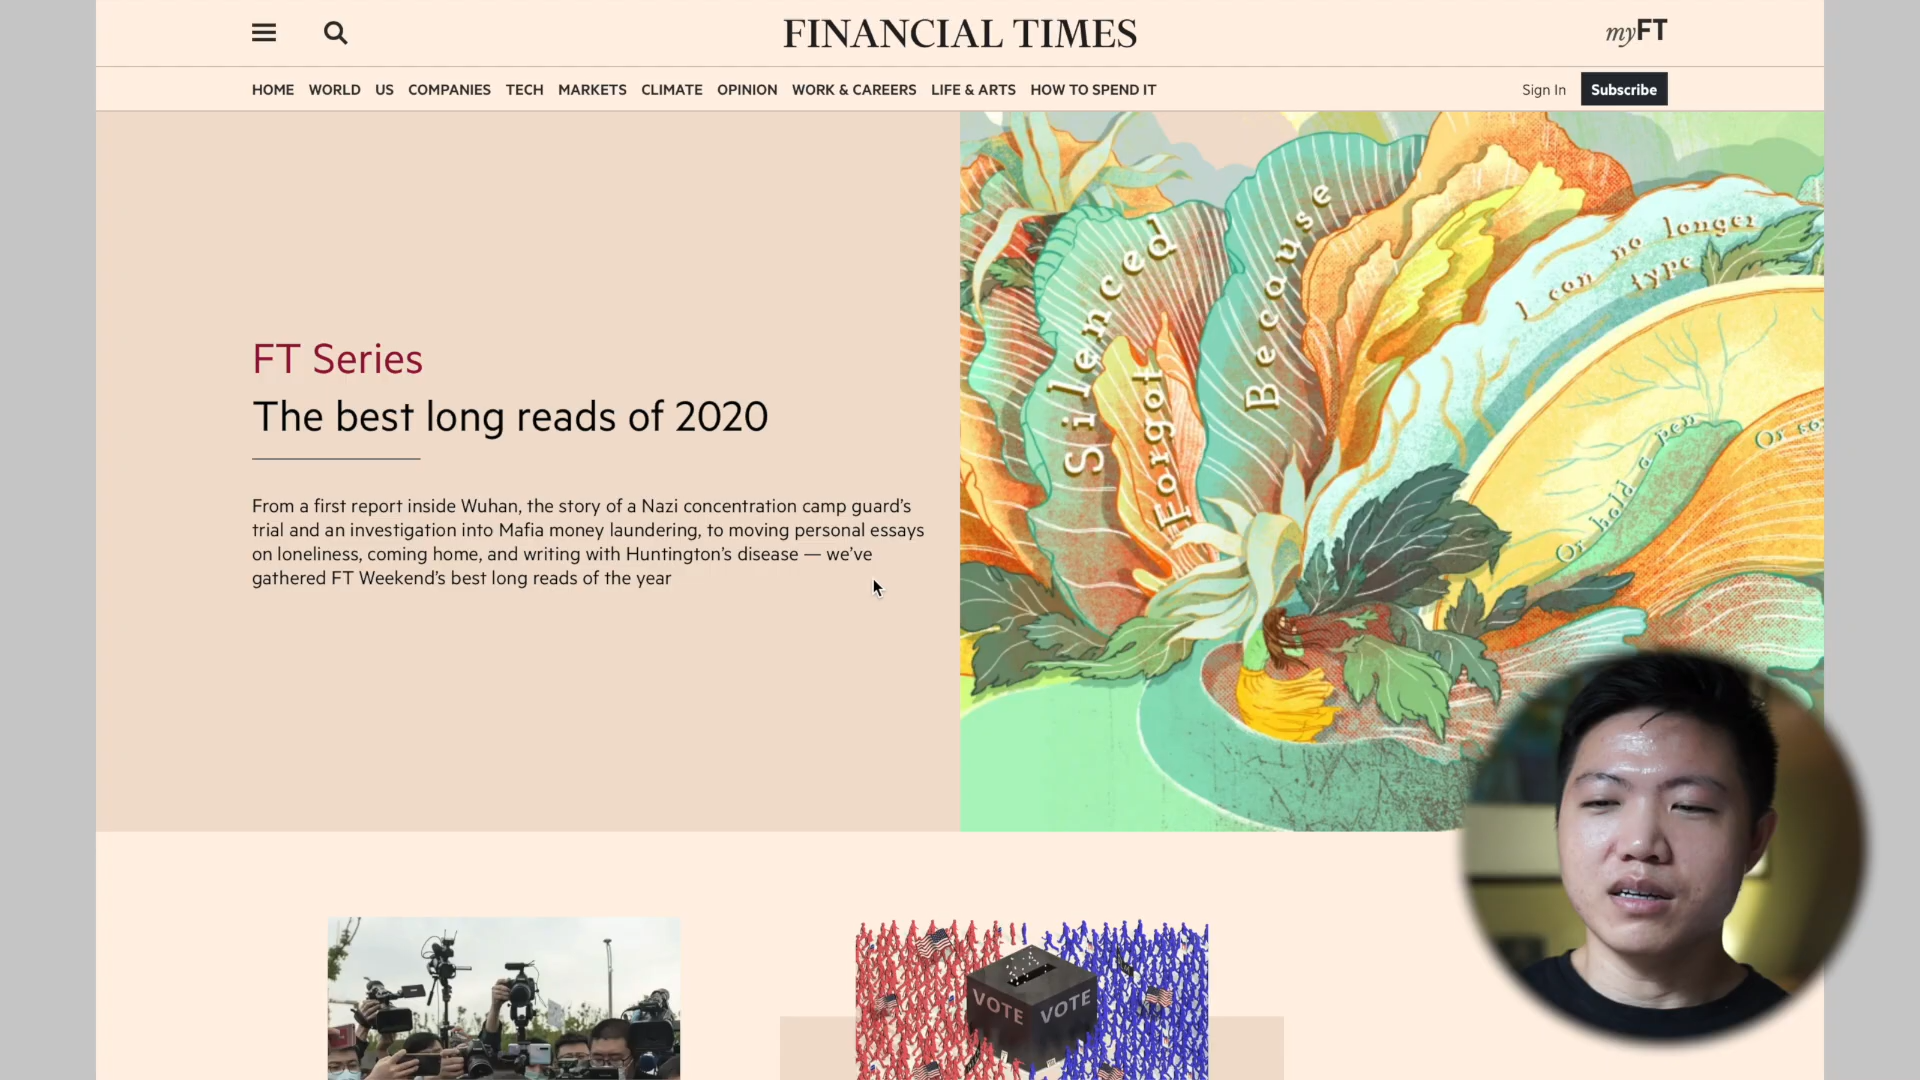 FINANCIAL TIMES
myFT
HOME WORLD US COMPANIES TECH MARKETS CLIMATE OPINION WORK & CAREERS LIFE & ARTS HOW TO SPEND IT
Sign In
Subscribe
FT Series
The best long reads of 2020
From a first report inside Wuhan, the story of a Nazi concentration camp guard's
trial and an investigation into Mafia money laundering, to moving personal essays
on loneliness, coming home, and writing with Huntington's disease — we've
gathered FT Weekend's best long reads of the year
Silenced
Forgot
Because
I can no longer
type
Or hold a pen
Or
VOTE VOTE